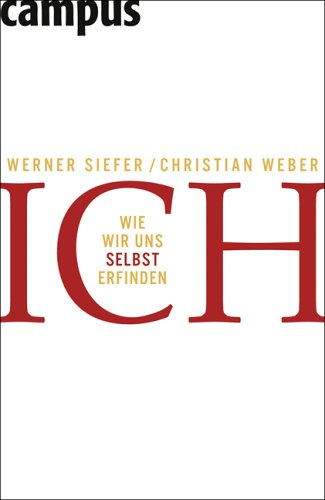 campus
WERNER SIEFER / CHRISTIAN WEBER
ICH
WIE
WIR UNS
SELBST
ERFINDEN